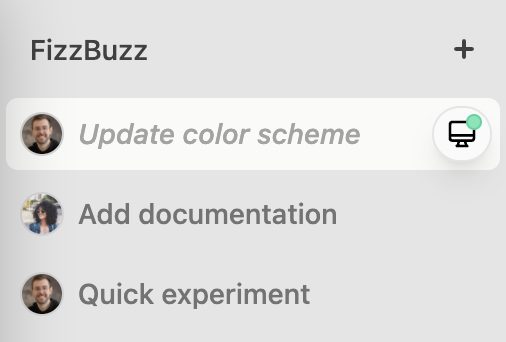 FizzBuzz
Update color scheme
Add documentation
Quick experiment